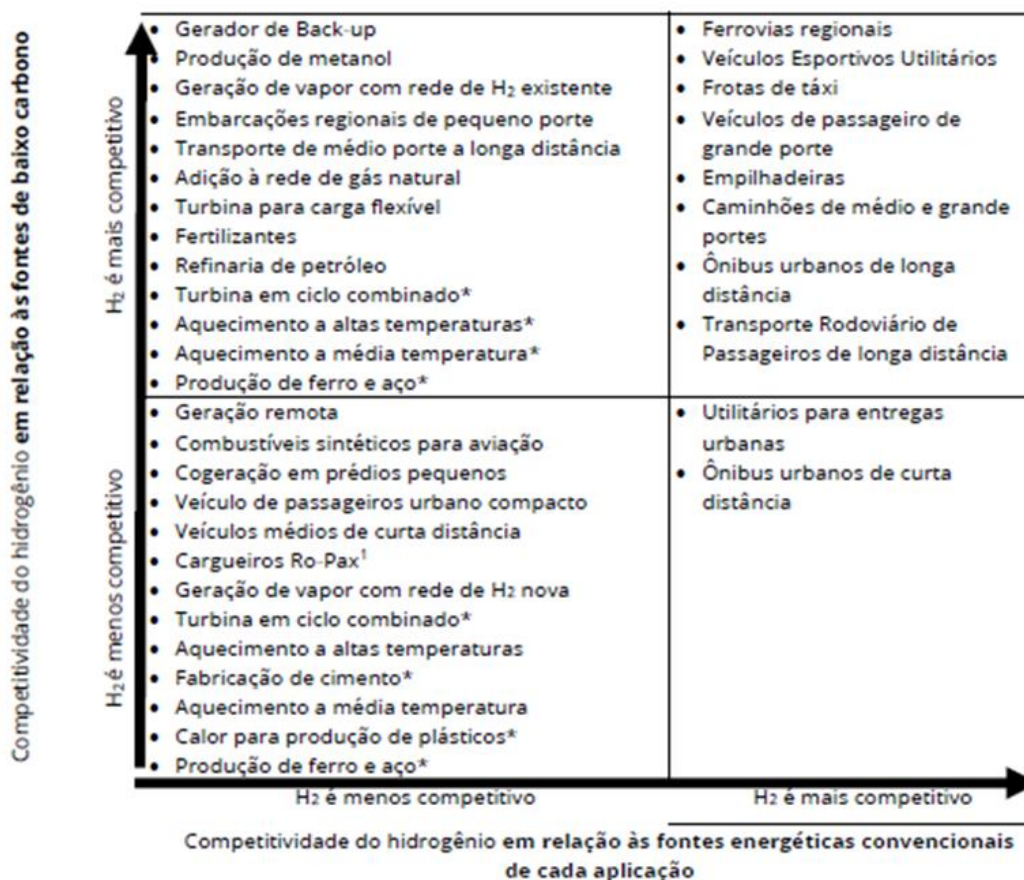 Competitividade do hidrogênio em relação às fontes de baixo carbono
H₂ é mais competitivo
• Gerador de Back-up
• Produção de metanol
• Geração de vapor com rede de H₂ existente
• Embarcações regionais de pequeno porte
• Transporte de médio porte a longa distância
• Adição à rede de gás natural
• Turbina para carga flexível
• Fertilizantes
• Refinaria de petróleo
• Turbina em ciclo combinado*
• Aquecimento a altas temperaturas*
• Aquecimento a média temperatura*
• Produção de ferro e aço*
• Ferrovias regionais
• Veículos Esportivos Utilitários
• Frotas de táxi
• Veículos de passageiro de
grande porte
• Empilhadeiras
• Caminhões de médio e grande
portes
• Ônibus urbanos de longa
distância
• Transporte Rodoviário de
Passageiros de longa distância
H₂ é menos competitivo
• Geração remota
• Combustíveis sintéticos para aviação
• Cogeração em prédios pequenos
• Veículo de passageiros urbano compacto
• Veículos médios de curta distância
• Cargueiros Ro-Pax¹
• Geração de vapor com rede de H₂ nova
• Turbina em ciclo combinado*
• Aquecimento a altas temperaturas
• Fabricação de cimento*
• Aquecimento a média temperatura
• Calor para produção de plásticos*
• Produção de ferro e aço*
• Utilitários para entregas
urbanas
• Ônibus urbanos de curta
distância
H₂ é menos competitivo
H₂ é mais competitivo
Competitividade do hidrogênio em relação às fontes energéticas convencionais
de cada aplicação